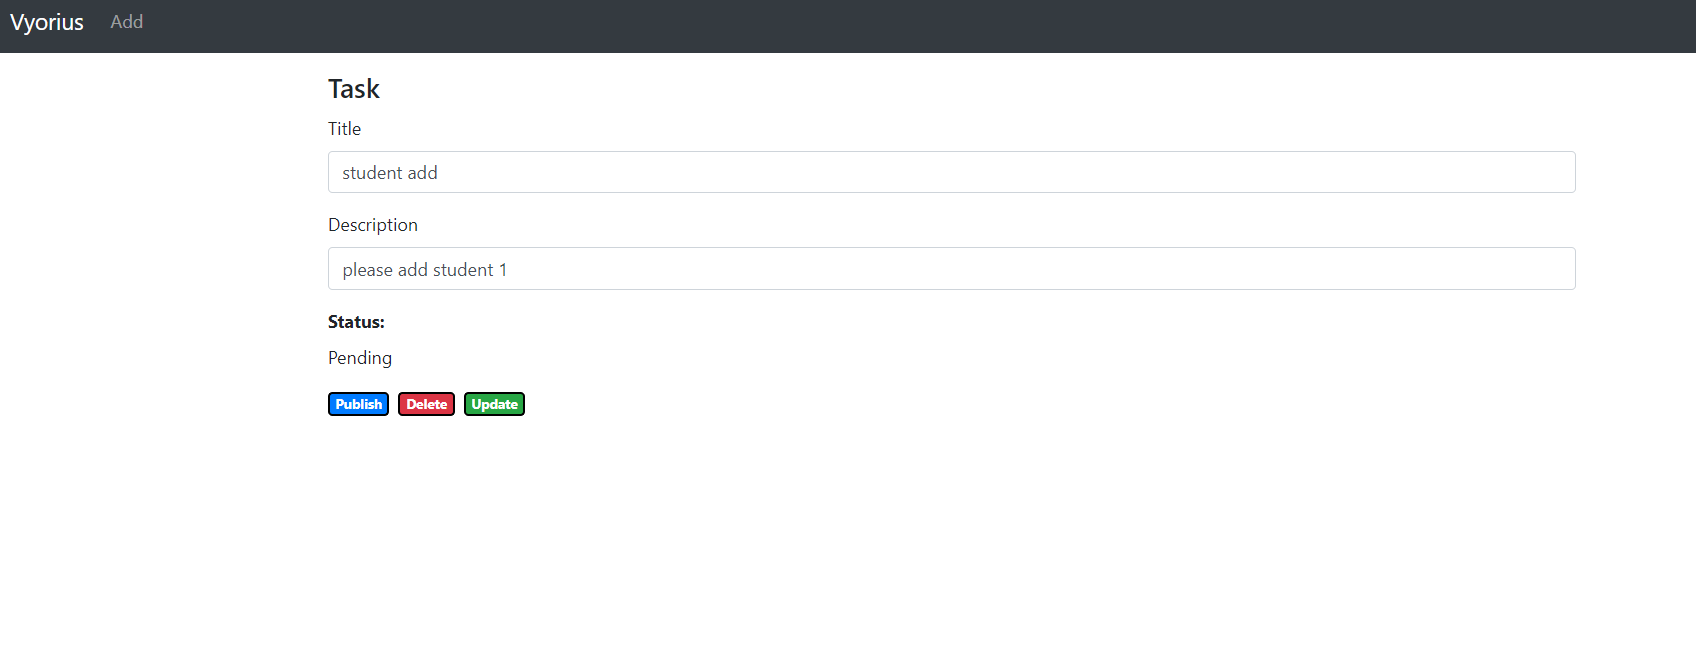 Vyorius Add
Task
Title
student add
Description
please add student 1
Status:
Pending
Publish Delete Update